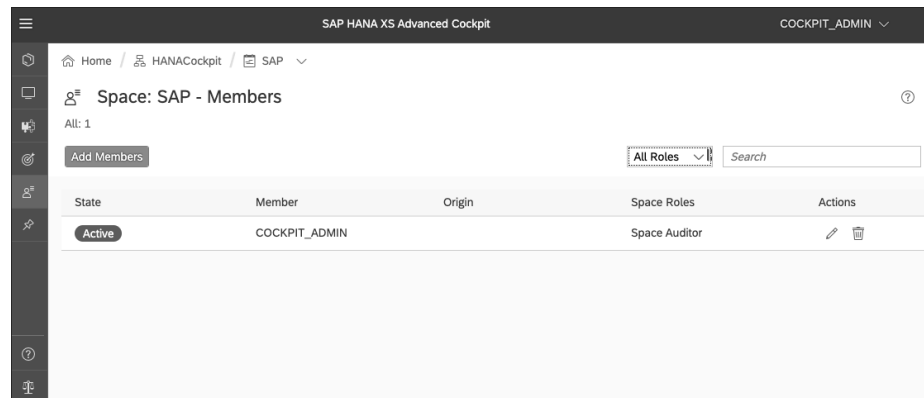 SAP HANA XS Advanced Cockpit
COCKPIT_ADMIN
Home / HANACockpit / SAP
Space: SAP - Members
All: 1
Add Members
All Roles
Search
State Member Origin Space Roles Actions
Active COCKPIT_ADMIN Space Auditor